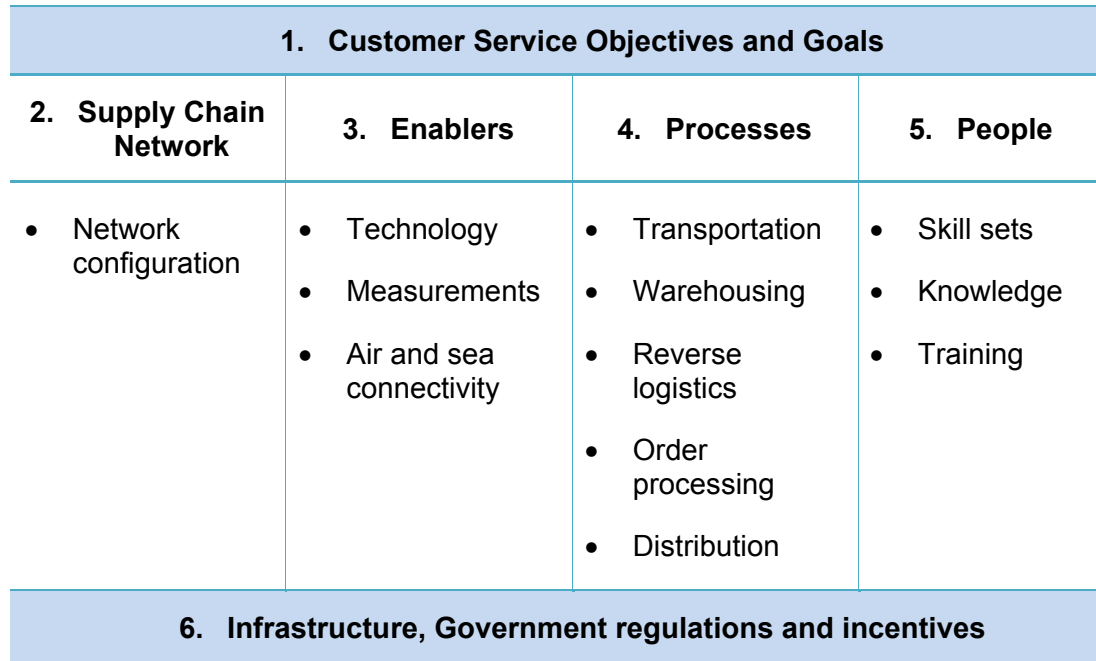 1. Customer Service Objectives and Goals
2. Supply Chain
Network
3. Enablers
4. Processes
5. People
• Network
configuration
• Technology
• Measurements
• Air and sea
connectivity
• Transportation
• Warehousing
• Reverse
logistics
• Order
processing
• Distribution
• Skill sets
• Knowledge
• Training
6. Infrastructure, Government regulations and incentives